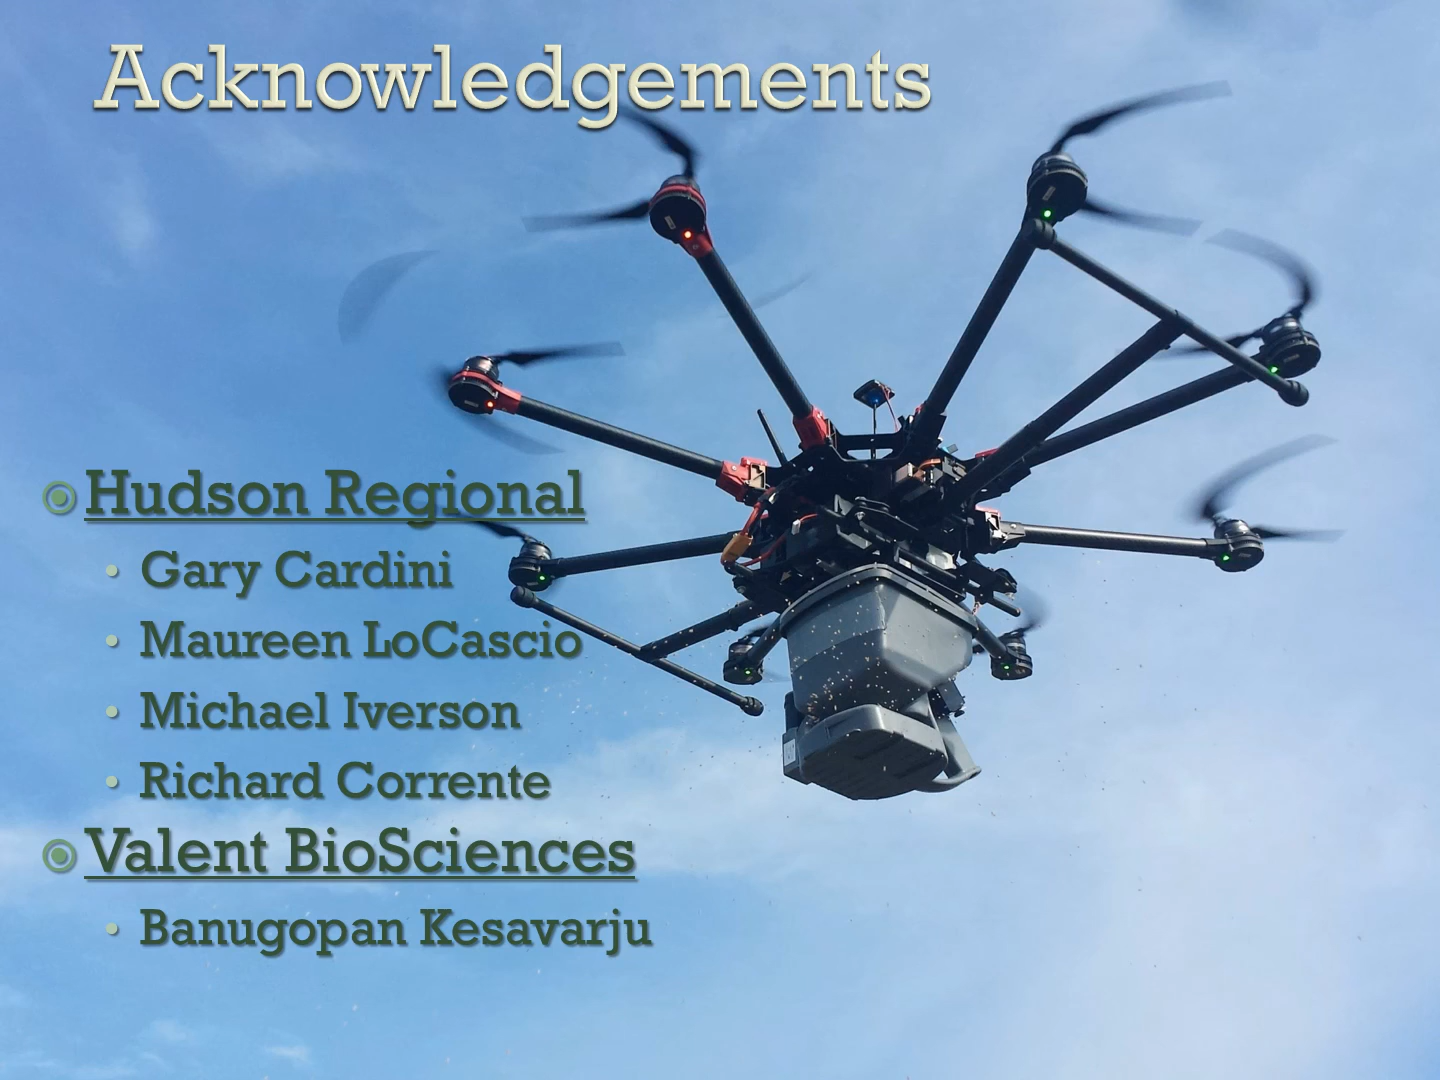 Acknowledgements
Hudson Regional
Gary Cardini
Maureen LoCascio
Michael Iverson
Richard Corrente
Valent BioSciences
Banugopan Kesavarju